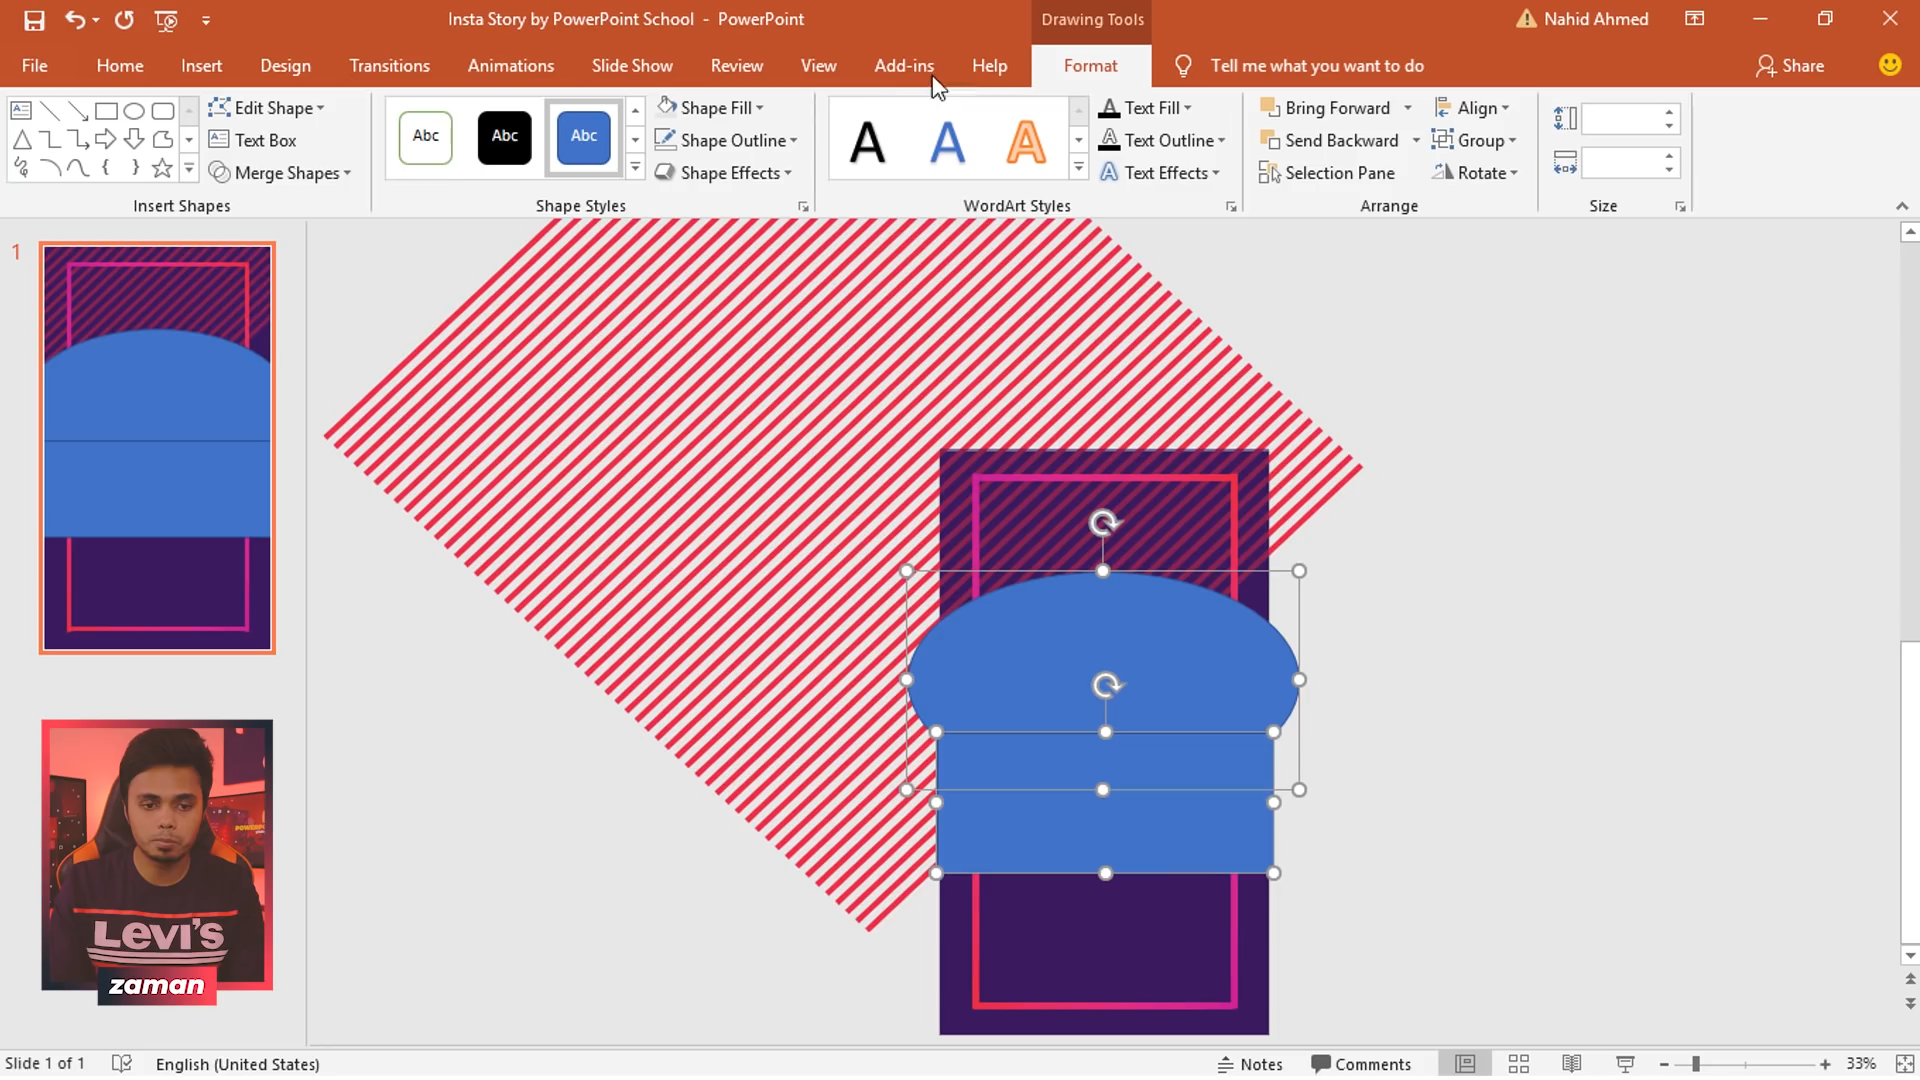 Insta Story by PowerPoint School - PowerPoint
Drawing Tools
Nahid Ahmed
File Home Insert Design Transitions Animations Slide Show Review View Add-ins Help Format Tell me what you want to do Share
Edit Shape
Text Box
Merge Shapes
Insert Shapes
Abc Abc Abc
Shape Fill
Shape Outline
Shape Effects
Shape Styles
A A A
Text Fill
Text Outline
Text Effects
WordArt Styles
Bring Forward
Send Backward
Selection Pane
Align
Group
Rotate
Arrange
Size
1
Levi's
zaman
Slide 1 of 1 English (United States) Notes Comments 33%